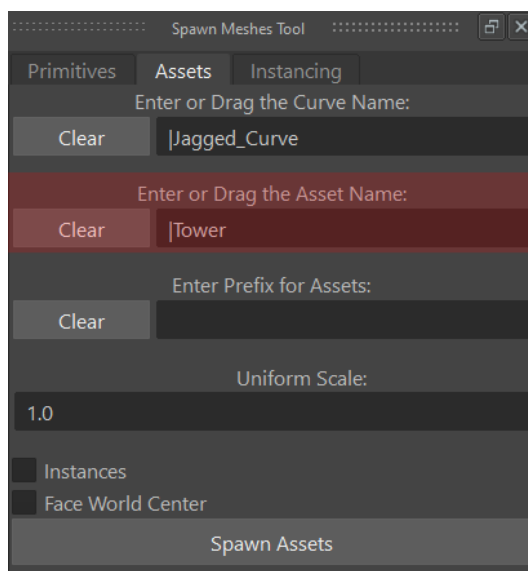 Spawn Meshes Tool
Primitives Assets Instancing
Enter or Drag the Curve Name:
Clear |Jagged_Curve
Enter or Drag the Asset Name:
Clear |Tower
Enter Prefix for Assets:
Clear
Uniform Scale:
1.0
Instances
Face World Center
Spawn Assets